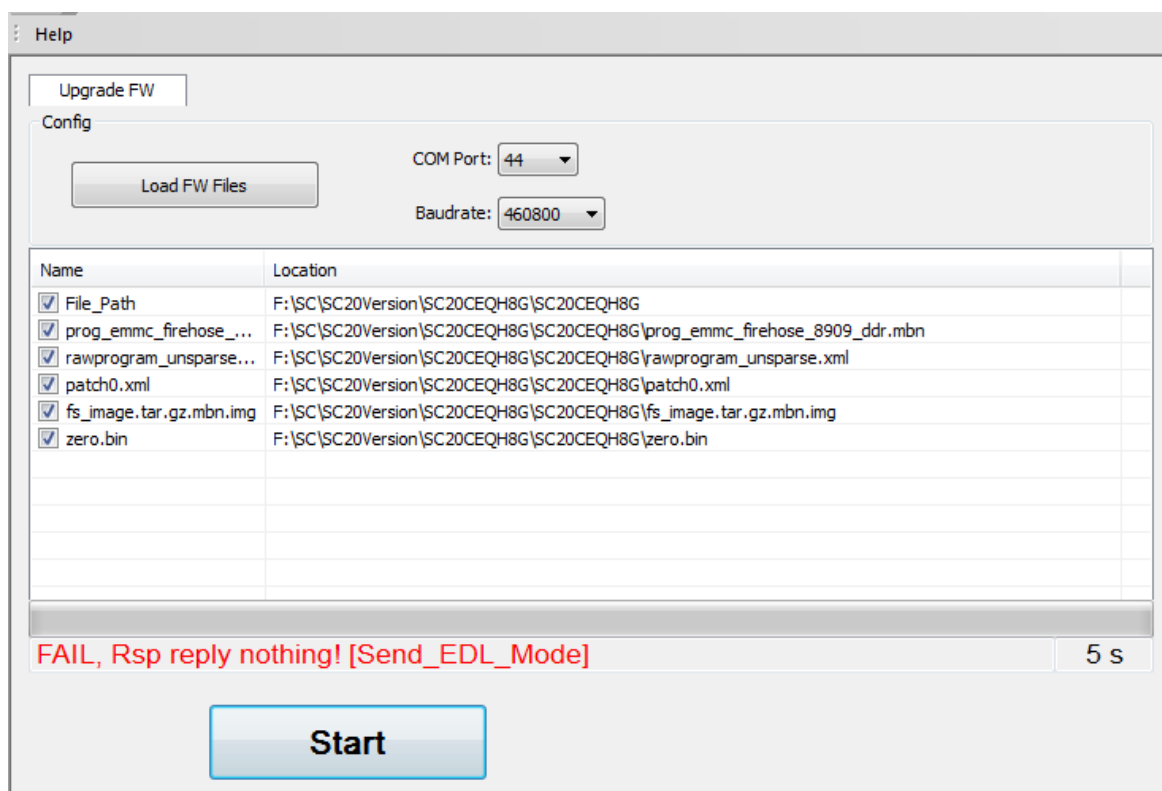 Help
Upgrade FW
Config
Load FW Files
COM Port: 44
Baudrate: 460800
Name Location
File_Path F:\SC\SC20Version\SC20CEQH8G\SC20CEQH8G
prog_emmc_firehose_... F:\SC\SC20Version\SC20CEQH8G\SC20CEQH8G\prog_emmc_firehose_8909_ddr.mbn
rawprogram_unsparse... F:\SC\SC20Version\SC20CEQH8G\SC20CEQH8G\rawprogram_unsparse.xml
patch0.xml F:\SC\SC20Version\SC20CEQH8G\SC20CEQH8G\patch0.xml
fs_image.tar.gz.mbn.img F:\SC\SC20Version\SC20CEQH8G\SC20CEQH8G\fs_image.tar.gz.mbn.img
zero.bin F:\SC\SC20Version\SC20CEQH8G\SC20CEQH8G\zero.bin
FAIL, Rsp reply nothing! [Send_EDL_Mode] 5 s
Start